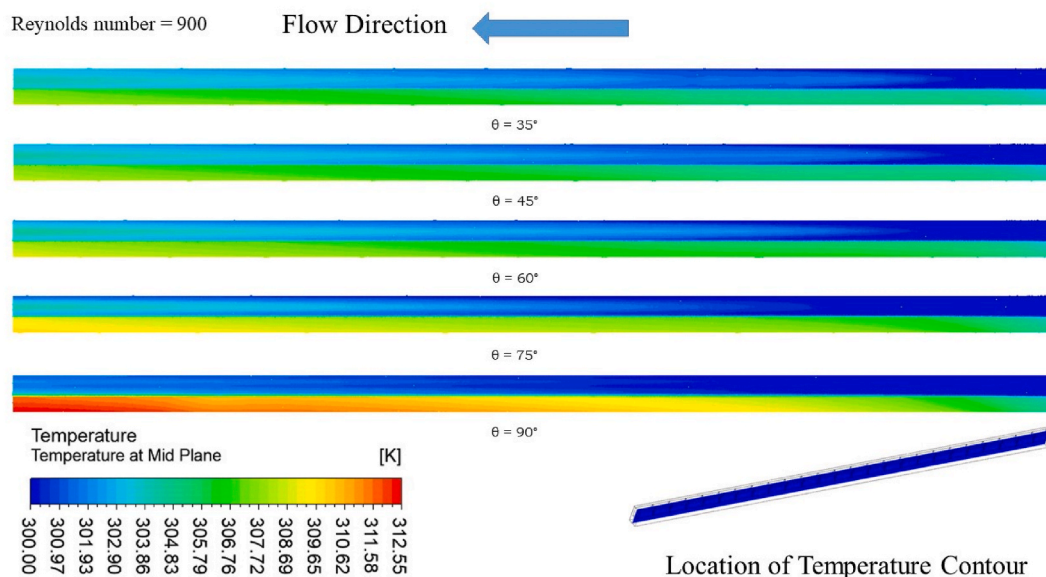 Reynolds number = 900
Flow Direction
θ = 35°
θ = 45°
θ = 60°
θ = 75°
θ = 90°
Temperature
Temperature at Mid Plane [K]
300.00
300.97
301.93
302.90
303.86
304.83
305.79
306.76
307.72
308.69
309.65
310.62
311.58
312.55
Location of Temperature Contour